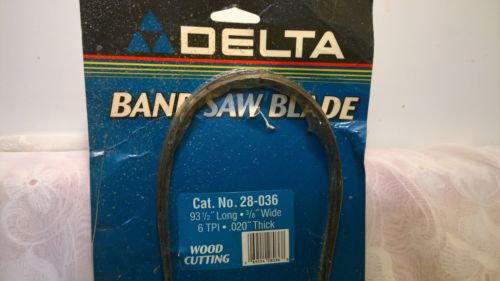 DELTA
BAND SAW BLADE
Cat. No. 28-036
93 1/2" Long • 3/8" Wide
6 TPI • .020" Thick
WOOD
CUTTING